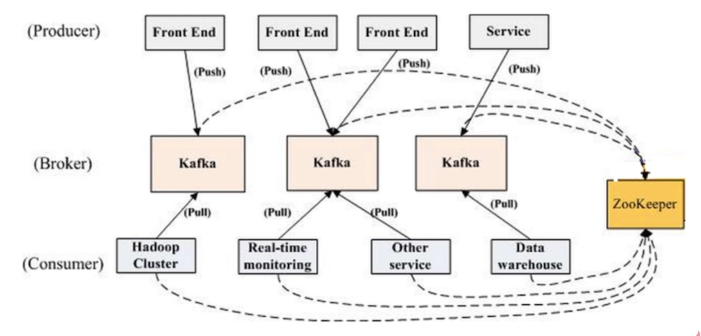 (Producer)
Front End
Front End
Front End
Service
(Push)
(Push)
(Push)
(Push)
(Broker)
Kafka
Kafka
Kafka
ZooKeeper
(Pull)
(Pull)
(Pull)
(Pull)
(Consumer)
Hadoop
Cluster
Real-time
monitoring
Other
service
Data
warehouse